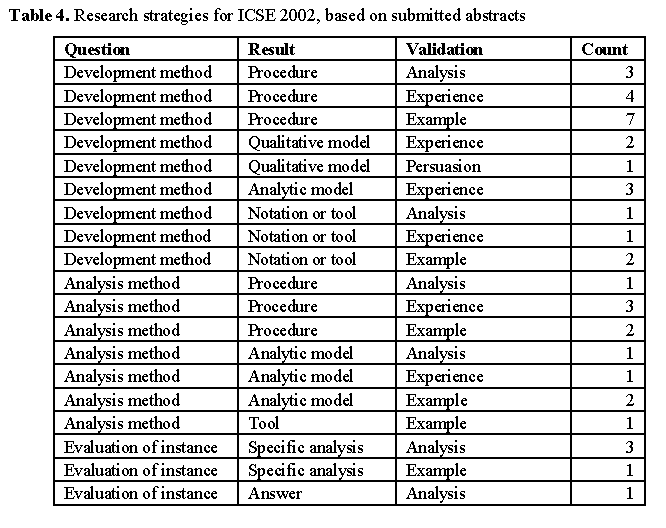 Table 4. Research strategies for ICSE 2002, based on submitted abstracts
Question Result Validation Count
Development method Procedure Analysis 3
Development method Procedure Experience 4
Development method Procedure Example 7
Development method Qualitative model Experience 2
Development method Qualitative model Persuasion 1
Development method Analytic model Experience 3
Development method Notation or tool Analysis 1
Development method Notation or tool Experience 1
Development method Notation or tool Example 2
Analysis method Procedure Analysis 1
Analysis method Procedure Experience 3
Analysis method Procedure Example 2
Analysis method Analytic model Analysis 1
Analysis method Analytic model Experience 1
Analysis method Analytic model Example 2
Analysis method Tool Example 1
Evaluation of instance Specific analysis Analysis 3
Evaluation of instance Specific analysis Example 1
Evaluation of instance Answer Analysis 1